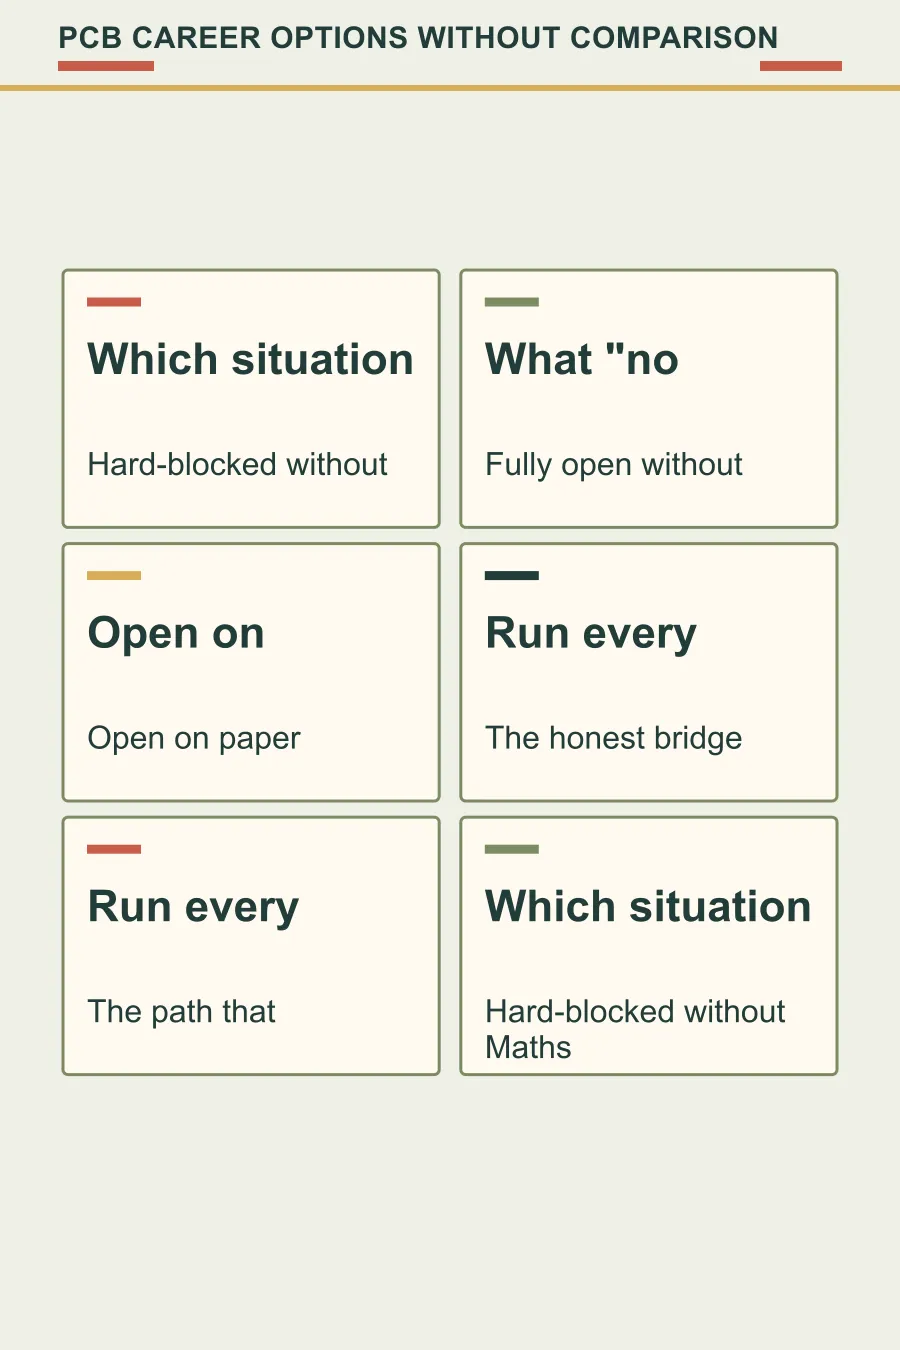 PCB CAREER OPTIONS WITHOUT COMPARISON
Which situation
Hard-blocked without
What "no
Fully open without
Open on
Open on paper
Run every
The honest bridge
Run every
The path that
Which situation
Hard-blocked without
Maths